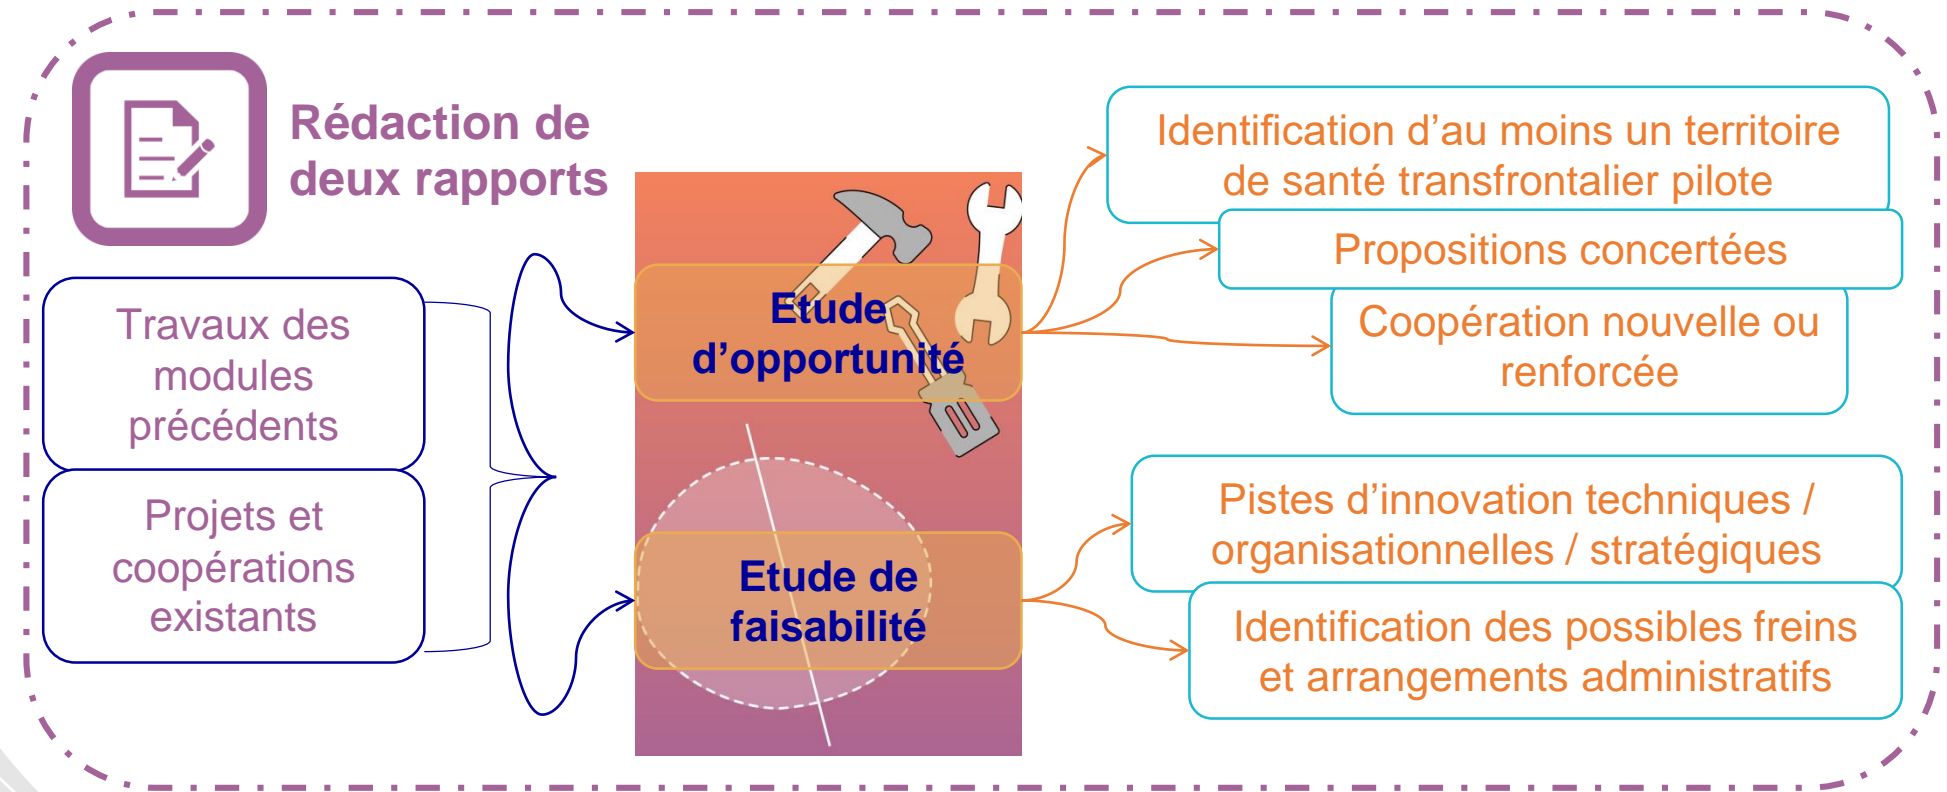 Rédaction de
deux rapports
Travaux des
modules
précédents
Projets et
coopérations
existants
Etude
d’opportunité
Etude de
faisabilité
Identification d’au moins un territoire
de santé transfrontalier pilote
Propositions concertées
Coopération nouvelle ou
renforcée
Pistes d’innovation techniques /
organisationnelles / stratégiques
Identification des possibles freins
et arrangements administratifs